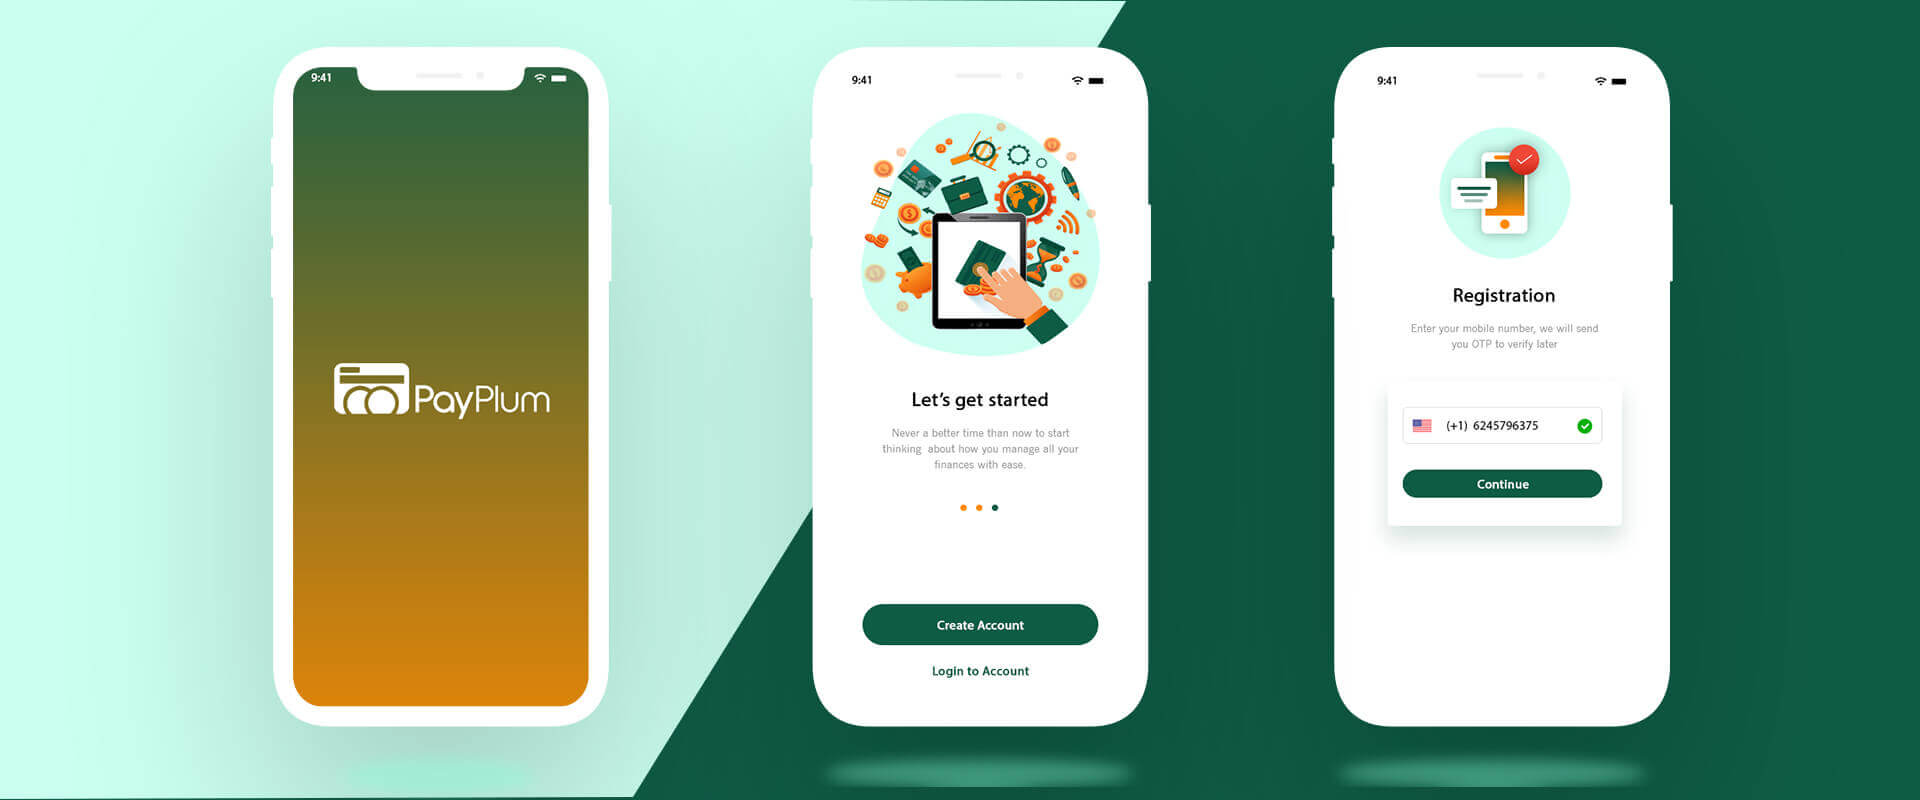 9:41
PayPlum
9:41
Let's get started
Never a better time than now to start
thinking about how you manage all your
finances with ease.
Create Account
Login to Account
9:41
Registration
Enter your mobile number, we will send
you OTP to verify later
(+1) 6245796375
Continue